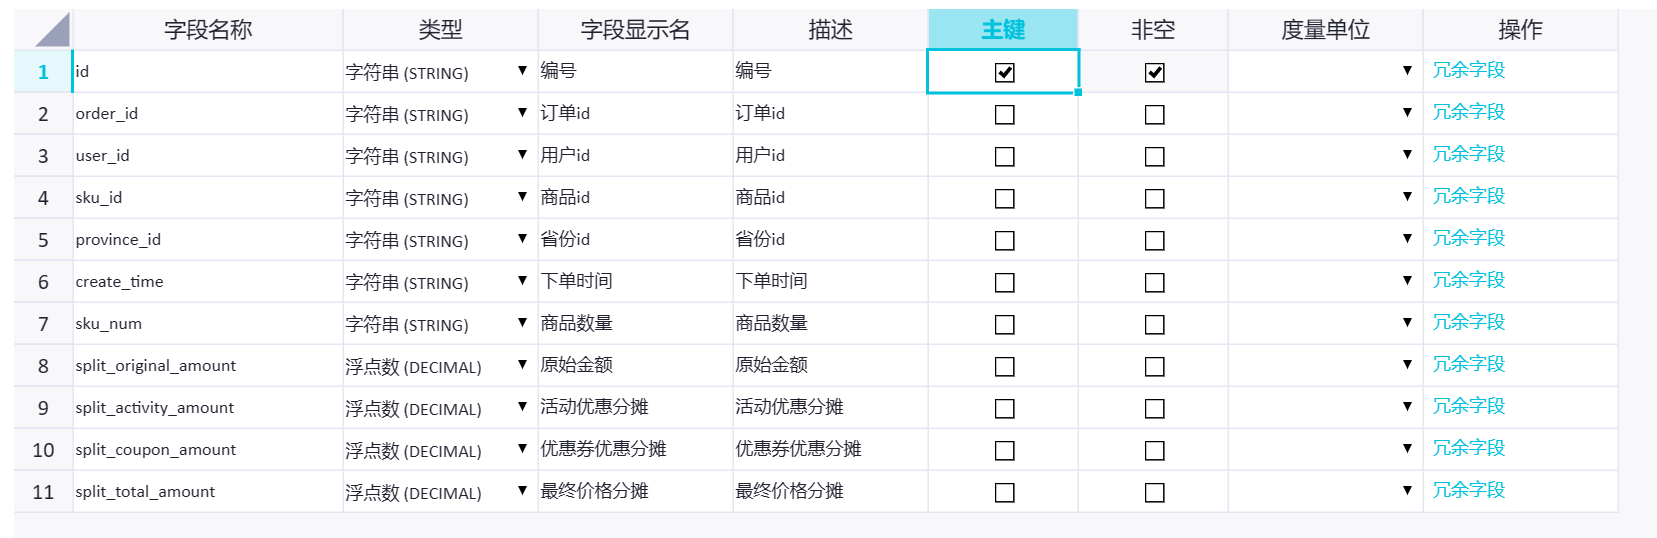 字段名称 类型 字段显示名 描述 主键 非空 度量单位 操作
1 id 字符串 (STRING) 编号 编号 冗余字段
2 order_id 字符串 (STRING) 订单id 订单id 冗余字段
3 user_id 字符串 (STRING) 用户id 用户id 冗余字段
4 sku_id 字符串 (STRING) 商品id 商品id 冗余字段
5 province_id 字符串 (STRING) 省份id 省份id 冗余字段
6 create_time 字符串 (STRING) 下单时间 下单时间 冗余字段
7 sku_num 字符串 (STRING) 商品数量 商品数量 冗余字段
8 split_original_amount 浮点数 (DECIMAL) 原始金额 原始金额 冗余字段
9 split_activity_amount 浮点数 (DECIMAL) 活动优惠分摊 活动优惠分摊 冗余字段
10 split_coupon_amount 浮点数 (DECIMAL) 优惠券优惠分摊 优惠券优惠分摊 冗余字段
11 split_total_amount 浮点数 (DECIMAL) 最终价格分摊 最终价格分摊 冗余字段